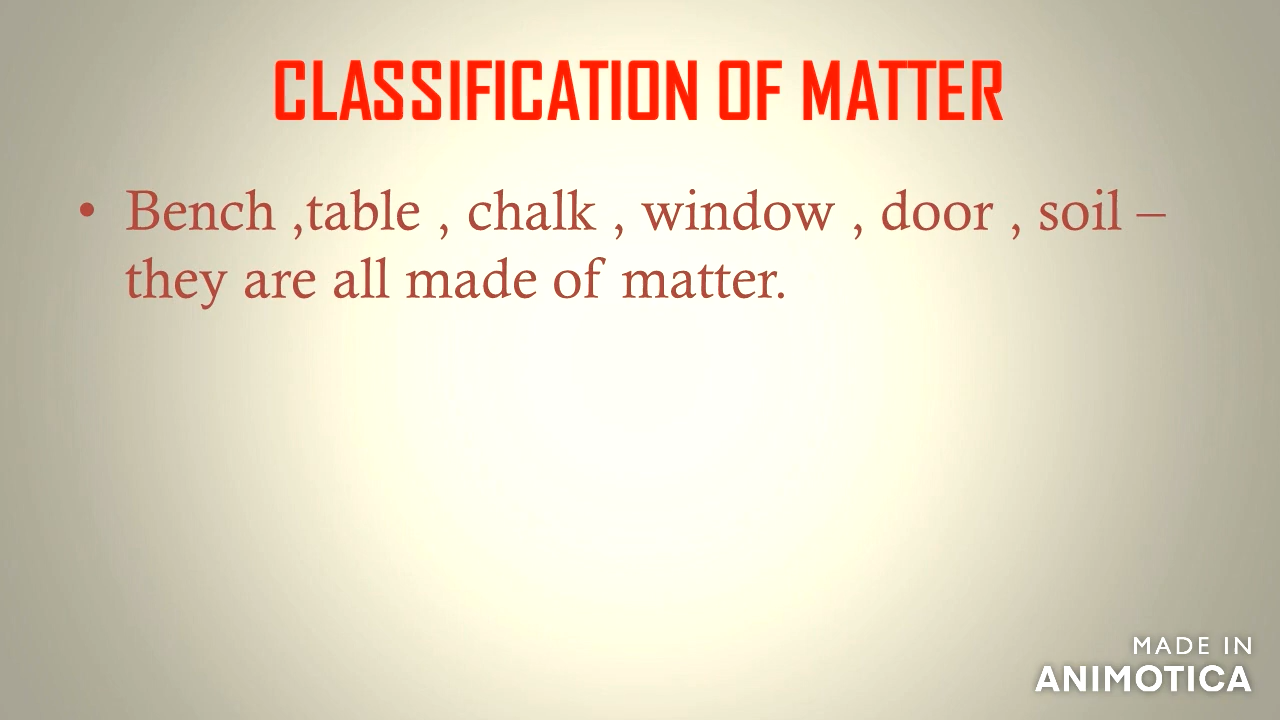 CLASSIFICATION OF MATTER
• Bench ,table , chalk , window , door , soil –
they are all made of matter.
MADE IN
ANIMOTICA